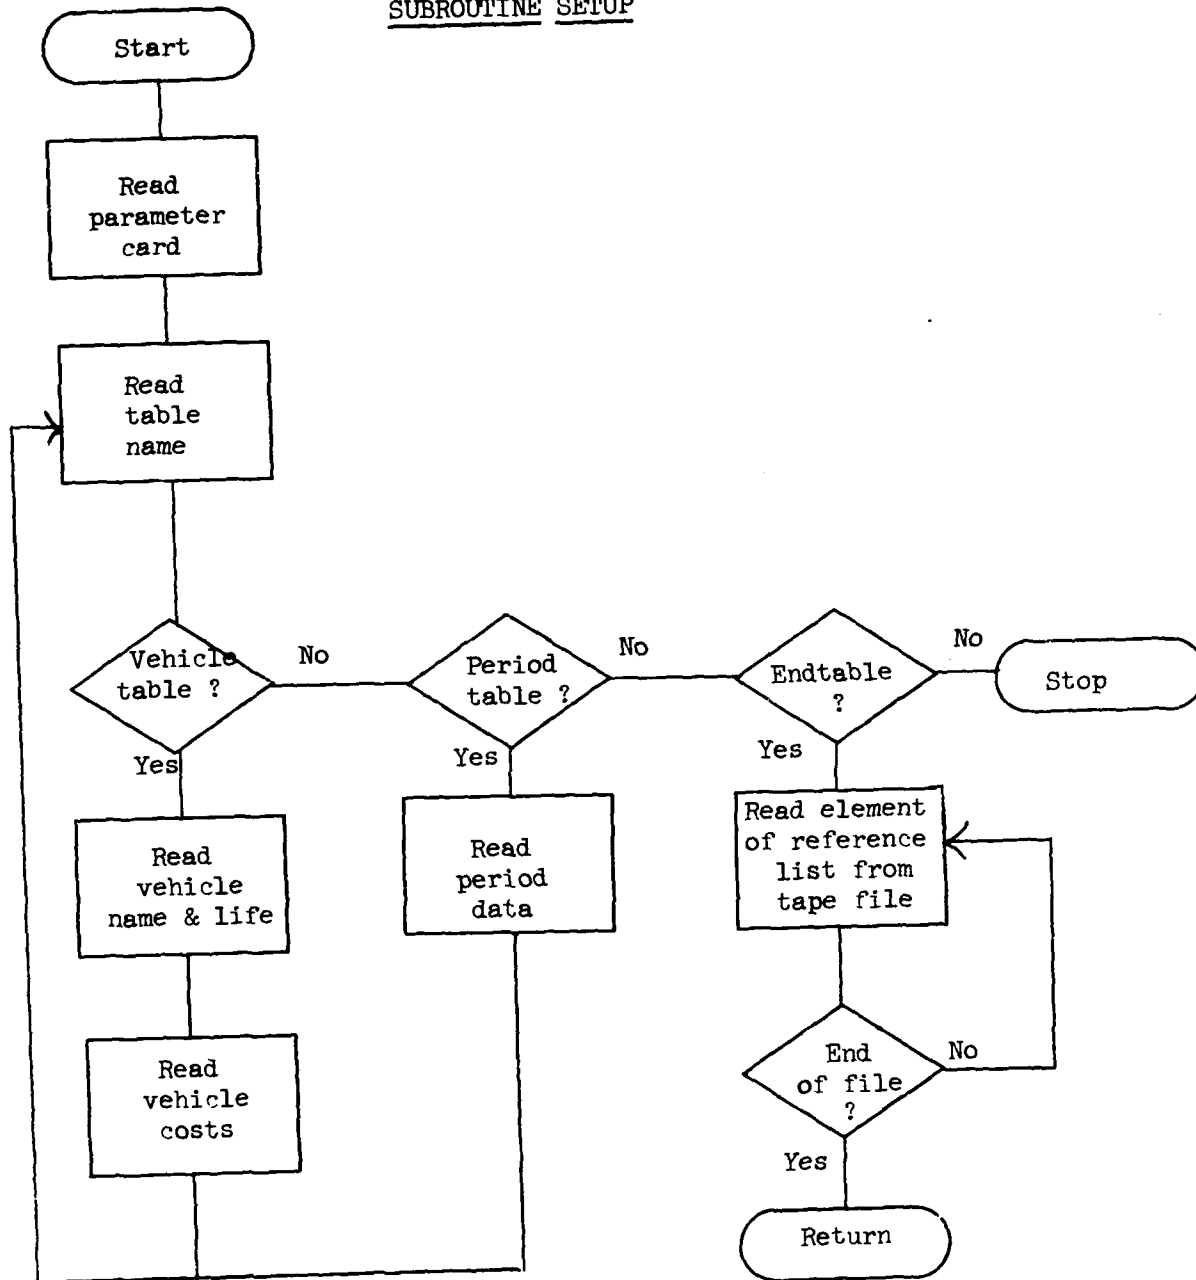 SUBROUTINE SETUP
Start
Read
parameter
card
Read
table
name
Vehicle
table ?
No
Period
table ?
No
Endtable
?
No
Stop
Yes
Yes
Yes
Read
vehicle
name & life
Read
period
data
Read element
of reference
list from
tape file
Read
vehicle
costs
End
of file
?
No
Yes
Return